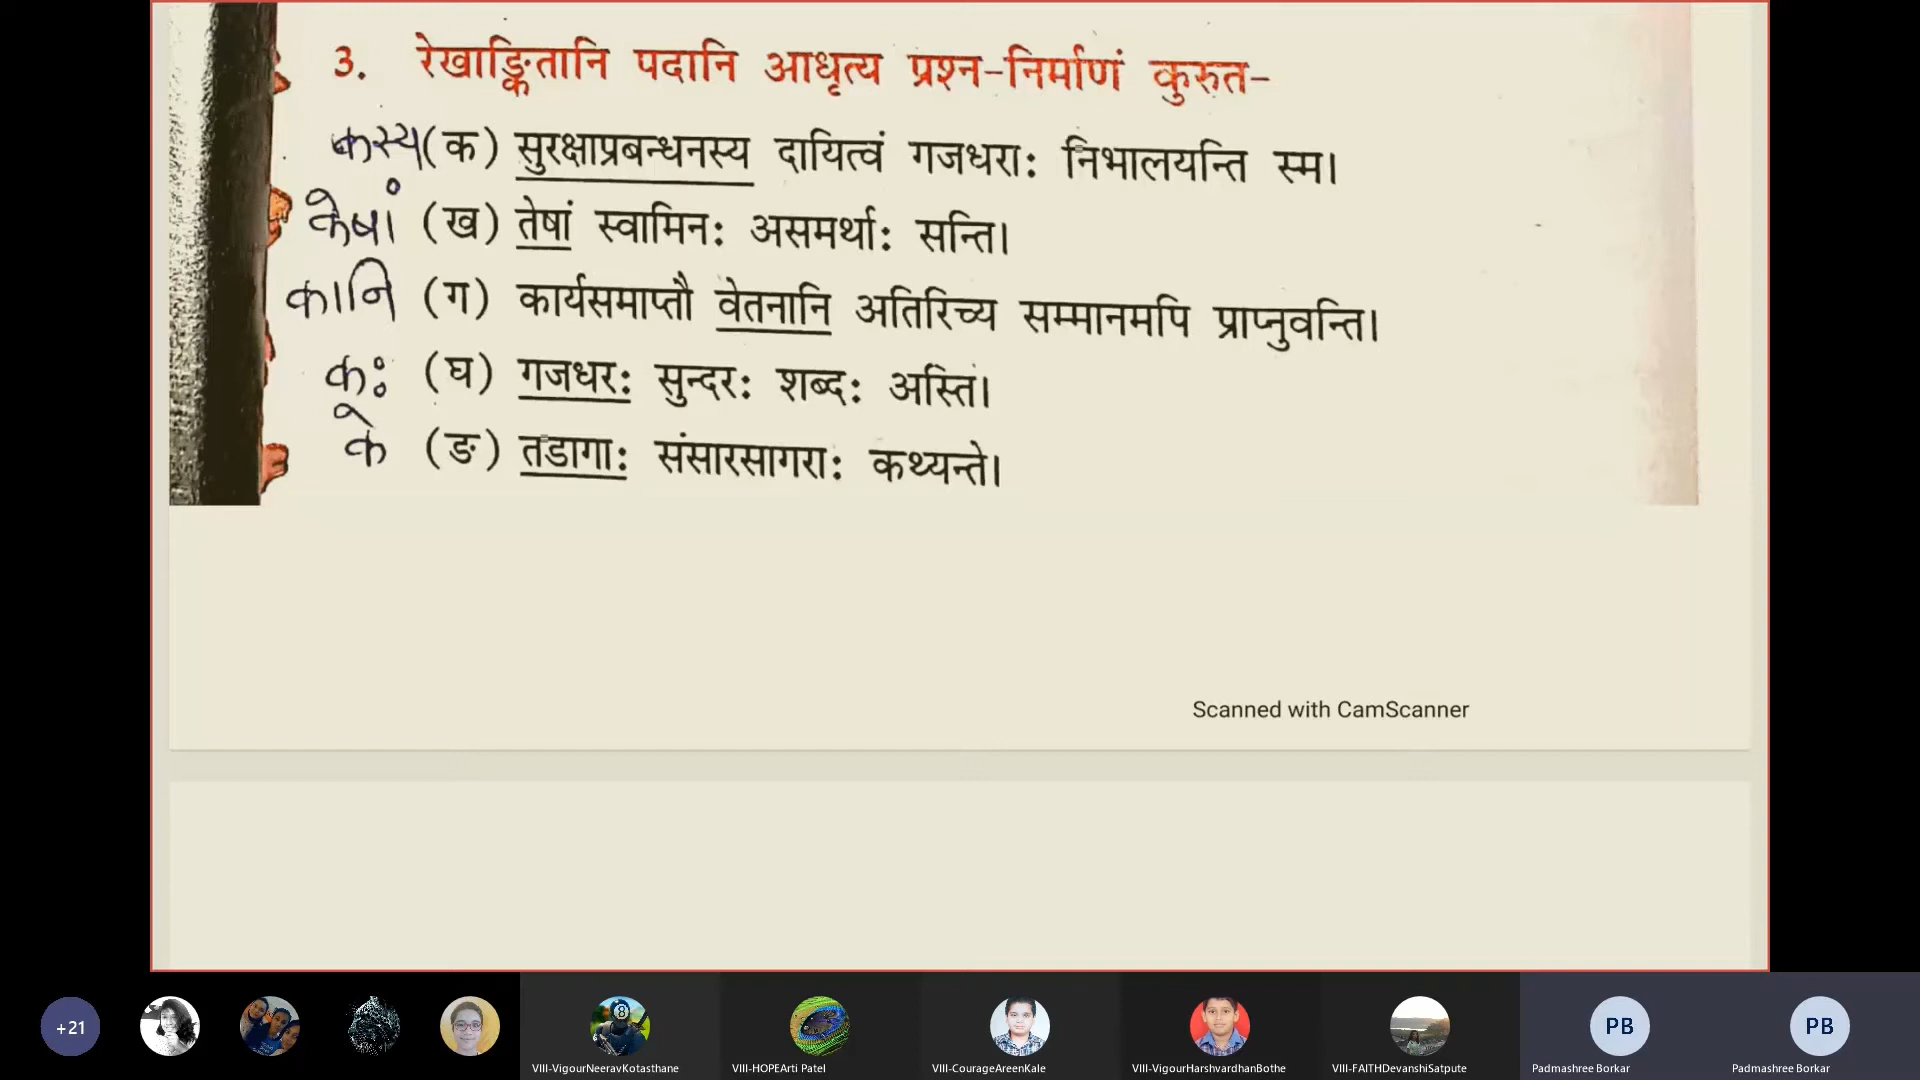 3. रेखाङ्कितानि पदानि आधृत्य प्रश्न-निर्माणं कुरुत-
कस्य (क) सुरक्षाप्रबन्धनस्य दायित्वं गजधराः निभालयन्ति स्म।
केषां (ख) तेषां स्वामिनः असमर्थाः सन्ति।
कानि (ग) कार्यसमाप्तौ वेतनानि अतिरिच्य सम्मानमपि प्राप्नुवन्ति।
कः (घ) गजधरः सुन्दरः शब्दः अस्ति।
के (ङ) तडागाः संसारसागराः कथ्यन्ते।
Scanned with CamScanner
+21
8
PB PB
VIII-VigourNeeravKotasthane VIII-HOPEArti Patel VIII-CourageAreenKale VIII-VigourHarshvardhanBothe VIII-FAITHDevanshiSatpute Padmashree Borkar Padmashree Borkar